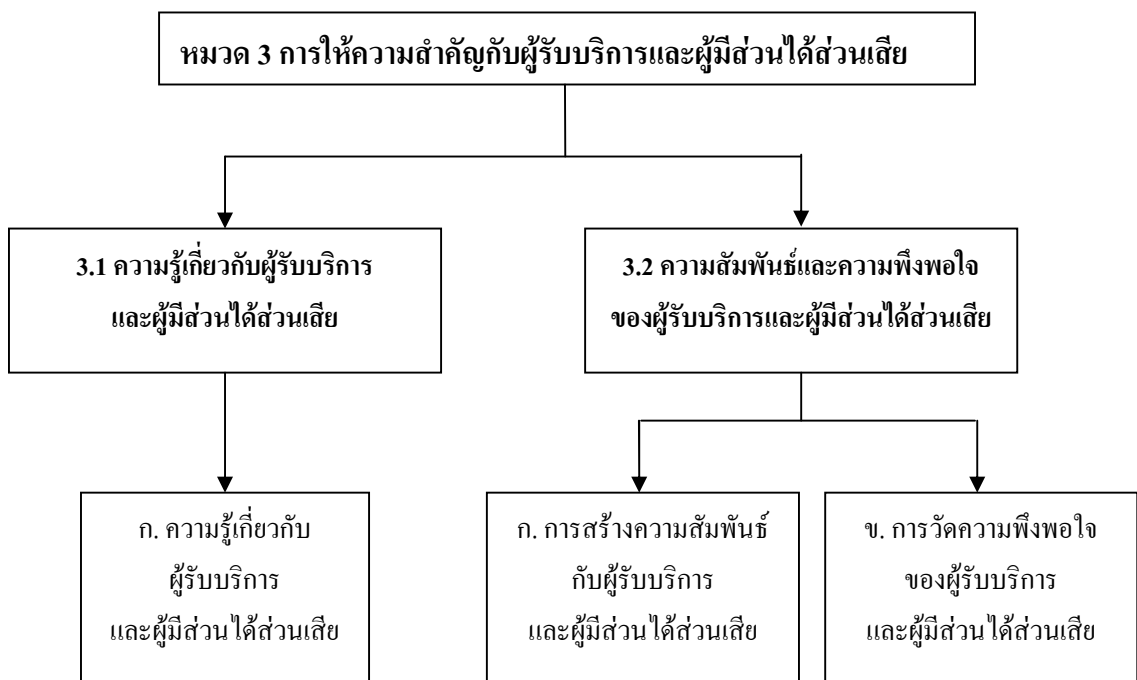 หมวด 3 การให้ความสำคัญกับผู้รับบริการและผู้มีส่วนได้ส่วนเสีย
3.1 ความรู้เกี่ยวกับผู้รับบริการ
และผู้มีส่วนได้ส่วนเสีย
3.2 ความสัมพันธ์และความพึงพอใจ
ของผู้รับบริการและผู้มีส่วนได้ส่วนเสีย
ก. ความรู้เกี่ยวกับ
ผู้รับบริการ
และผู้มีส่วนได้ส่วนเสีย
ก. การสร้างความสัมพันธ์
กับผู้รับบริการ
และผู้มีส่วนได้ส่วนเสีย
ข. การวัดความพึงพอใจ
ของผู้รับบริการ
และผู้มีส่วนได้ส่วนเสีย